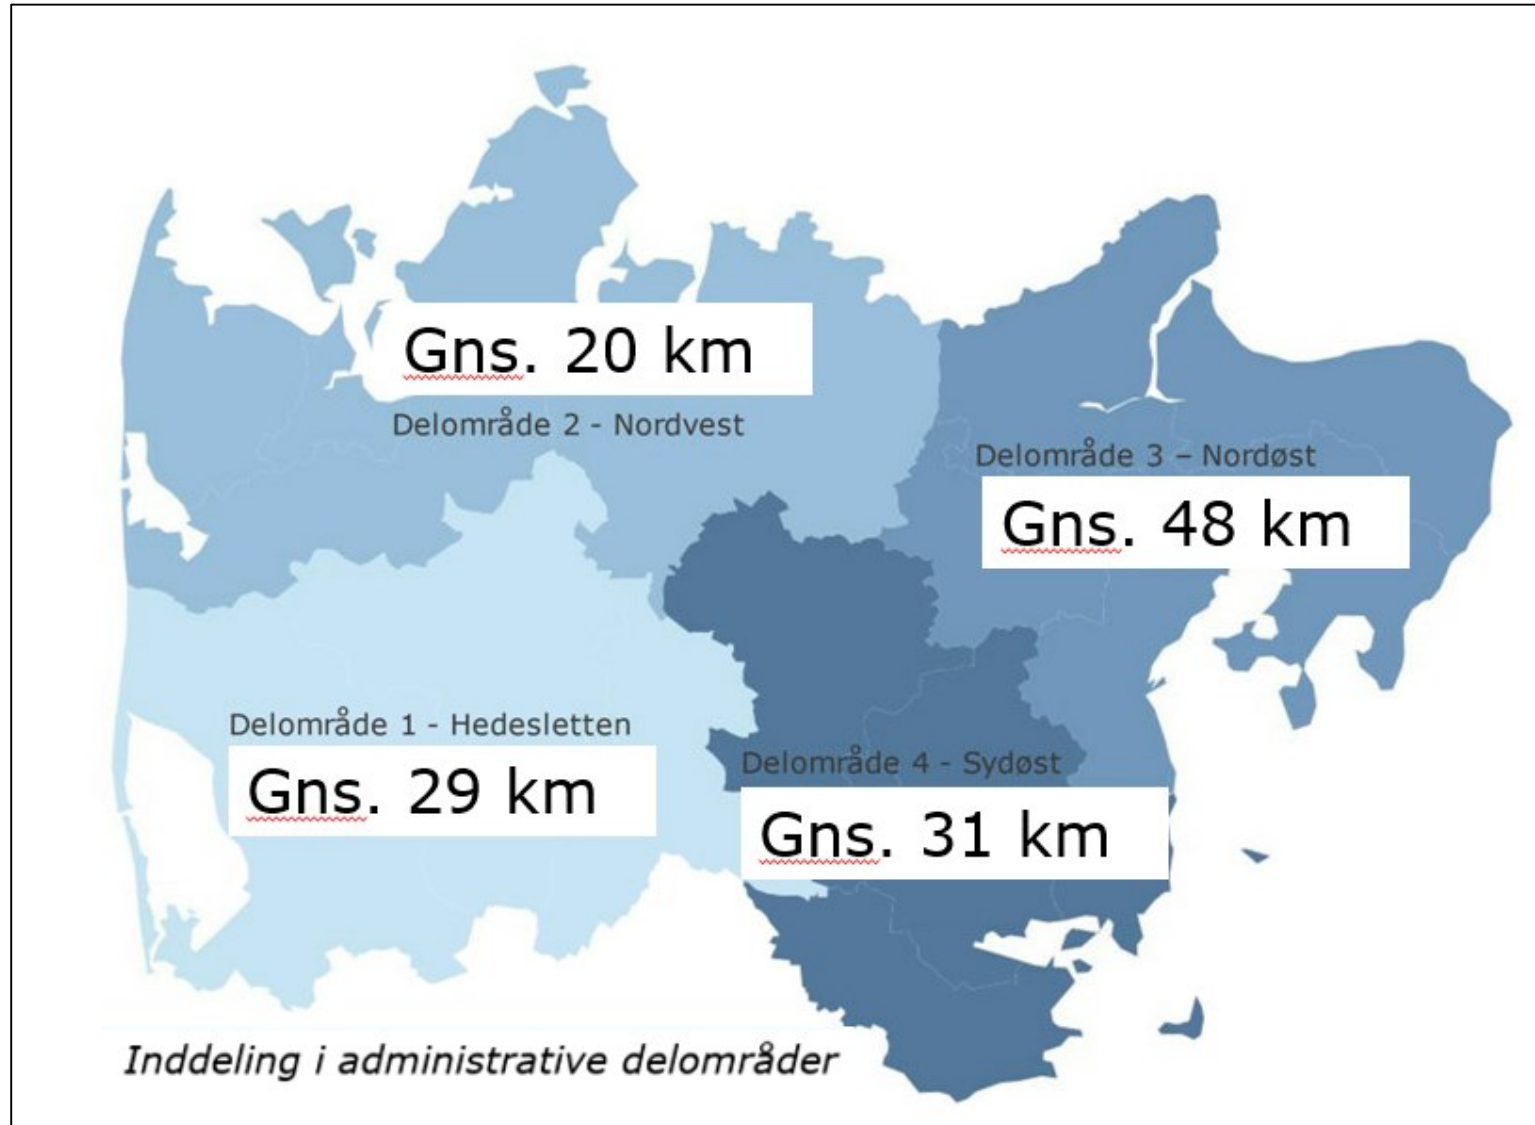 Gns. 20 km
Delområde 2 - Nordvest
Delområde 3 – Nordøst
Gns. 48 km
Delområde 1 - Hedesletten
Gns. 29 km
Delområde 4 - Sydøst
Gns. 31 km
Inddeling i administrative delområder